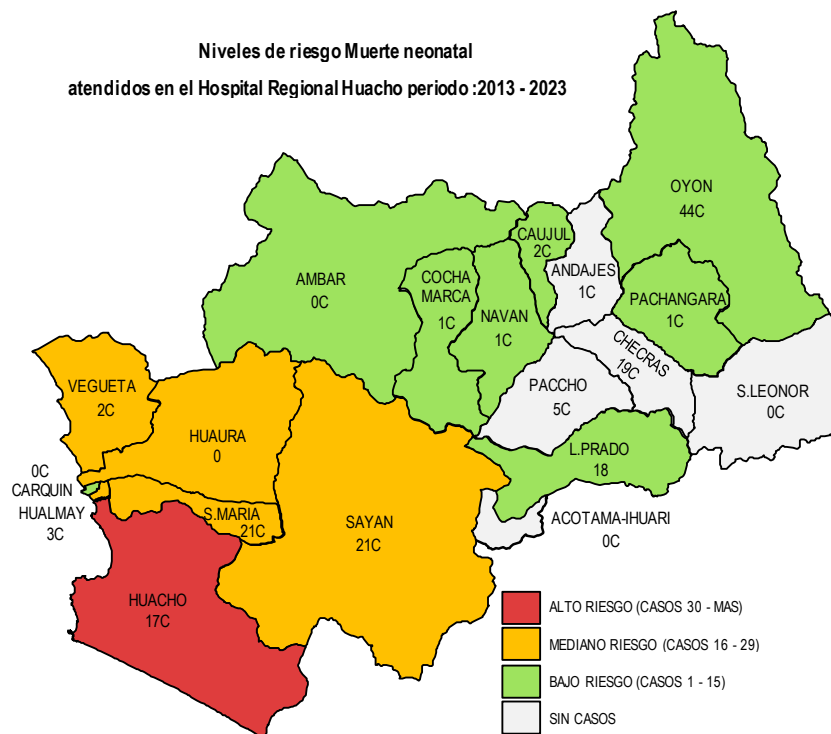 Niveles de riesgo Muerte neonatal
atendidos en el Hospital Regional Huacho periodo :2013 - 2023
OYON
44C
CAUJUL
2C
ANDAJES
1C
COCHA
MARCA
1C
AMBAR
0C
NAVAN
1C
PACHANGARA
1C
CHECRAS
19C
VEGUETA
2C
PACCHO
5C
S.LEONOR
0C
HUAURA
0
L.PRADO
18
0C
CARQUIN
HUALMAY
3C
S.MARIA
21C
SAYAN
21C
ACOTAMA-IHUARI
0C
HUACHO
17C
ALTO RIESGO (CASOS 30 - MAS)
MEDIANO RIESGO (CASOS 16 - 29)
BAJO RIESGO (CASOS 1 - 15)
SIN CASOS